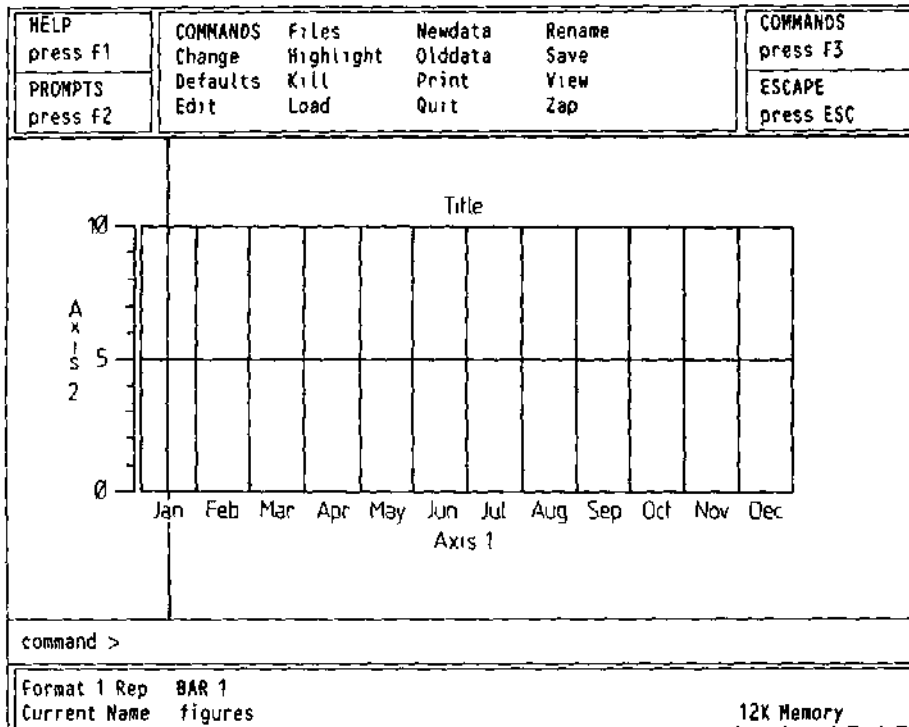 HELP
press f1
PROMPTS
press f2
COMMANDS Files Newdata Rename
Change Highlight Olddata Save
Defaults Kill Print View
Edit Load Quit Zap
COMMANDS
press F3
ESCAPE
press ESC
Title
10
Axis 2
5
0
Jan Feb Mar Apr May Jun Jul Aug Sep Oct Nov Dec
Axis 1
command >
Format 1 Rep BAR 1
Current Name figures
12K Memory